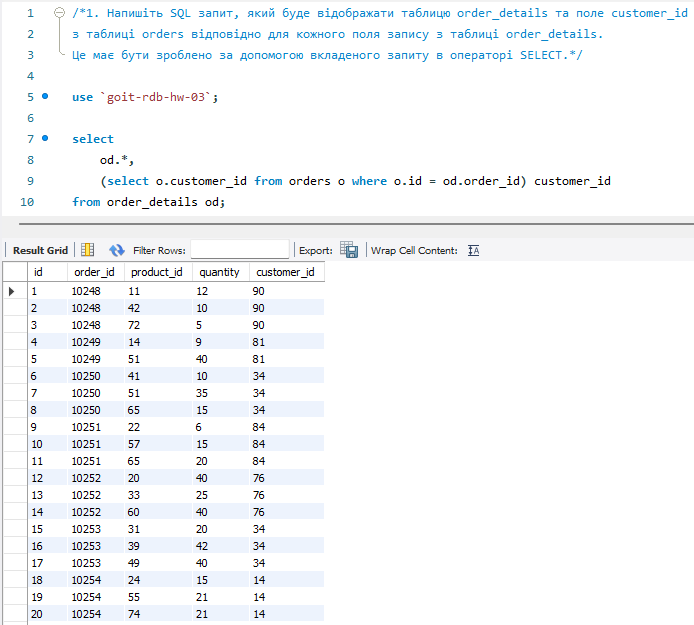 1 /*1. Напишіть SQL запит, який буде відображати таблицю order_details та поле customer_id
2 з таблиці orders відповідно для кожного поля запису з таблиці order_details.
3 Це має бути зроблено за допомогою вкладеного запиту в операторі SELECT.*/
4
5 use `goit-rdb-hw-03`;
6
7 select
8 od.*,
9 (select o.customer_id from orders o where o.id = od.order_id) customer_id
10 from order_details od;
Result Grid Filter Rows: Export: Wrap Cell Content:
id order_id product_id quantity customer_id
1 10248 11 12 90
2 10248 42 10 90
3 10248 72 5 90
4 10249 14 9 81
5 10249 51 40 81
6 10250 41 10 34
7 10250 51 35 34
8 10250 65 15 34
9 10251 22 6 84
10 10251 57 15 84
11 10251 65 20 84
12 10252 20 40 76
13 10252 33 25 76
14 10252 60 40 76
15 10253 31 20 34
16 10253 39 42 34
17 10253 49 40 34
18 10254 24 15 14
19 10254 55 21 14
20 10254 74 21 14